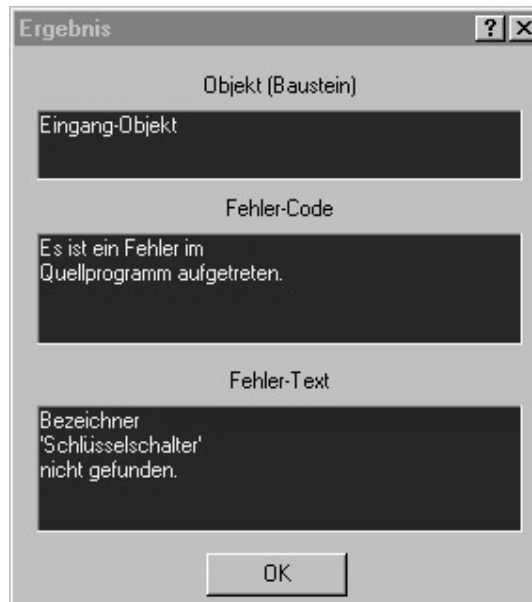 Ergebnis
Objekt (Baustein)
Eingang-Objekt
Fehler-Code
Es ist ein Fehler im
Quellprogramm aufgetreten.
Fehler-Text
Bezeichner
'Schlüsselschalter'
nicht gefunden.
OK